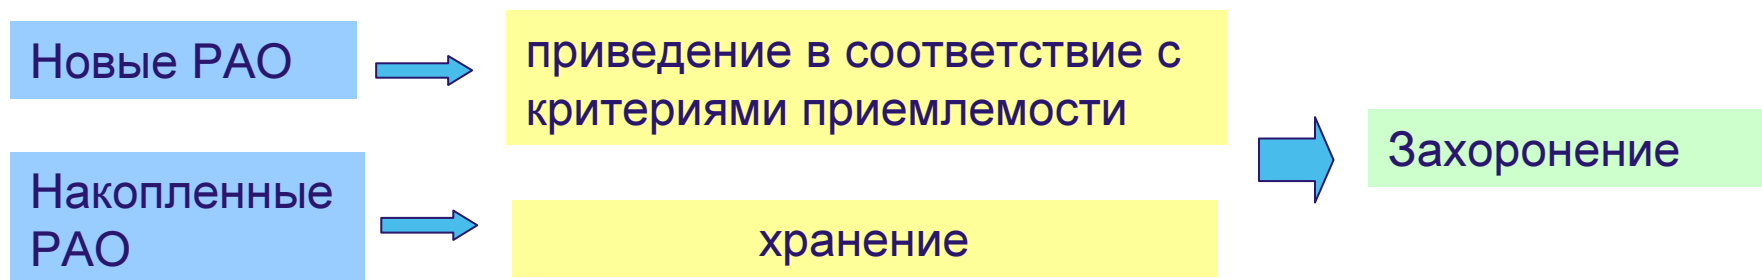 Новые РАО
приведение в соответствие с
критериями приемлемости
Захоронение
Накопленные
РАО
хранение